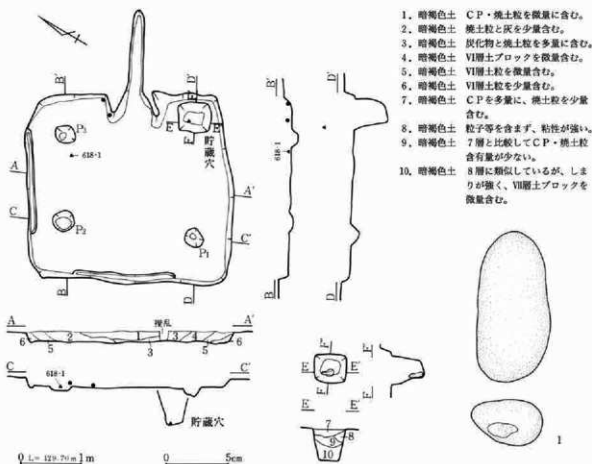 1. 暗褐色土 CP・焼土粒を微量に含む。
2. 暗褐色土 焼土粒と灰を少量含む。
3. 暗褐色土 炭化物と焼土粒を多量に含む。
4. 暗褐色土 VI層土ブロックを微量含む。
5. 暗褐色土 VI層土粒を微量含む。
6. 暗褐色土 VI層土粒を少量含む。
7. 暗褐色土 CPを多量に、焼土粒を少量
含む。
8. 暗褐色土 粒子等を含まず、粘性が強い。
9. 暗褐色土 7層と比較してCP・焼土粒
含有量が少ない。
10. 暗褐色土 8層に類似しているが、しま
りが強く、VII層土ブロックを
微量含む。
B' D' D'
B'
F'
E E'
F
貯蔵穴
P1
618-1
618-1
A
A'
C
C'
P2
P1
B D
B D
A 攪乱 A'
6 5 2 1 3 3 4 5 6
C 618-1 C'
貯蔵穴
F' F'
E E'
F F
E E'
7
8
9
10
1
0 L=129.70m 1m 0 5cm